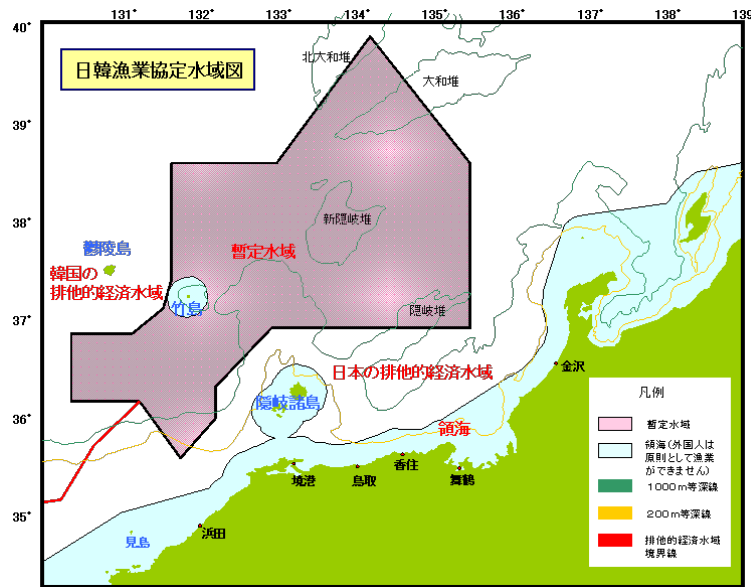 131°
132°
133°
134°
135°
136°
137°
138°
139
40°
39°
38°
37°
36°
35°
日韓漁業協定水域図
北大和堆
大和堆
新隠岐堆
鬱陵島
暫定水域
韓国の
排他的経済水域
竹島
隠岐堆
日本の排他的経済水域
金沢
隠岐諸島
領海
境港
鳥取
香住
舞鶴
浜田
見島
凡例
暫定水域
領海(外国人は
原則として漁業
ができません)
1000m等深線
200m等深線
排他的経済水域
境界線